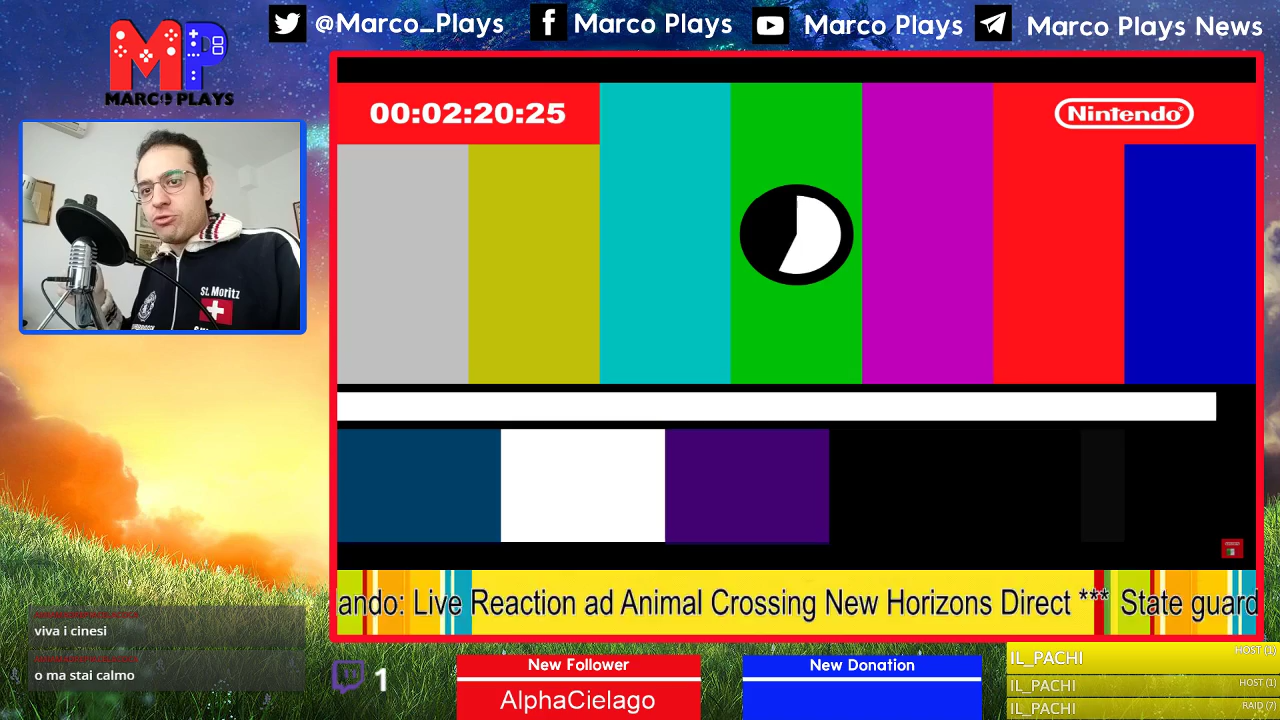 @Marco_Plays
Marco Plays
Marco Plays
Marco Plays News
MP
MARCO PLAYS
00:02:20:25
Nintendo®
St. Moritz
ando: Live Reaction ad Animal Crossing New Horizons Direct *** State guard
viva i cinesi
o ma stai calmo
1
New Follower
AlphaCielago
New Donation
IL_PACHI
HOST (1)
IL_PACHI
HOST (1)
IL_PACHI
RAID (7)